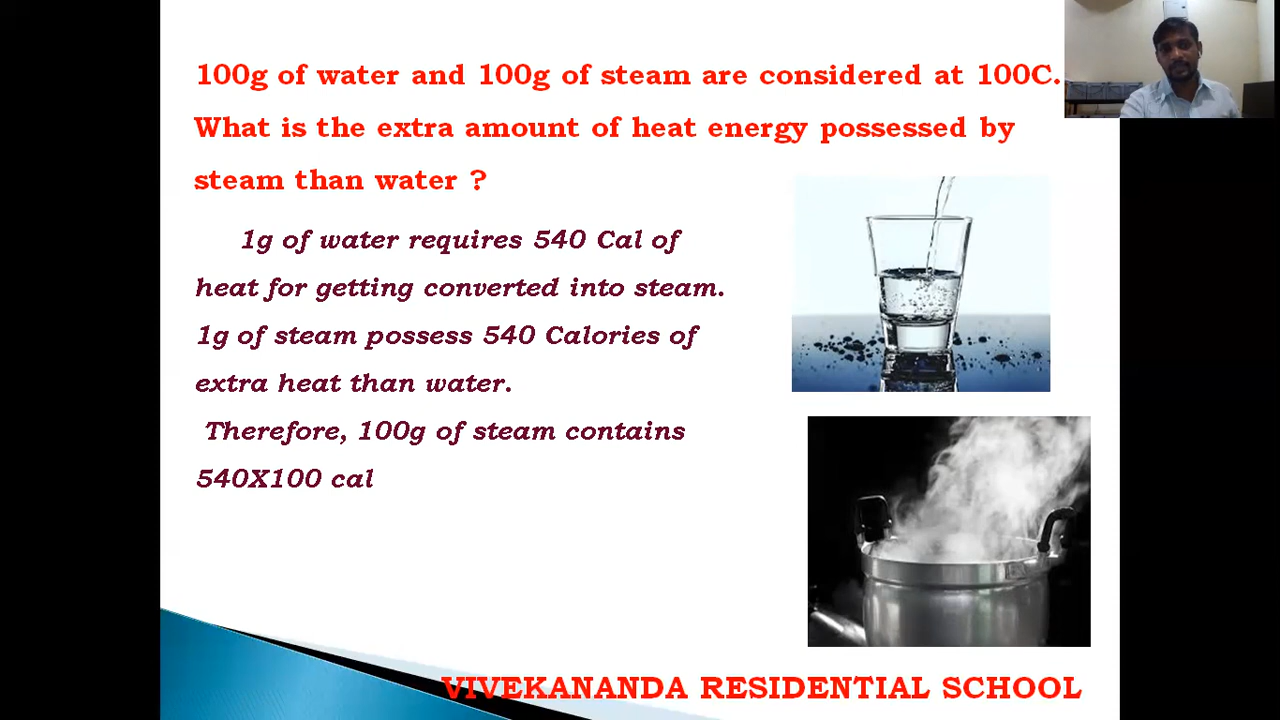 100g of water and 100g of steam are considered at 100C.
What is the extra amount of heat energy possessed by
steam than water ?
1g of water requires 540 Cal of
heat for getting converted into steam.
1g of steam possess 540 Calories of
extra heat than water.
Therefore, 100g of steam contains
540X100 cal
VIVEKANANDA RESIDENTIAL SCHOOL